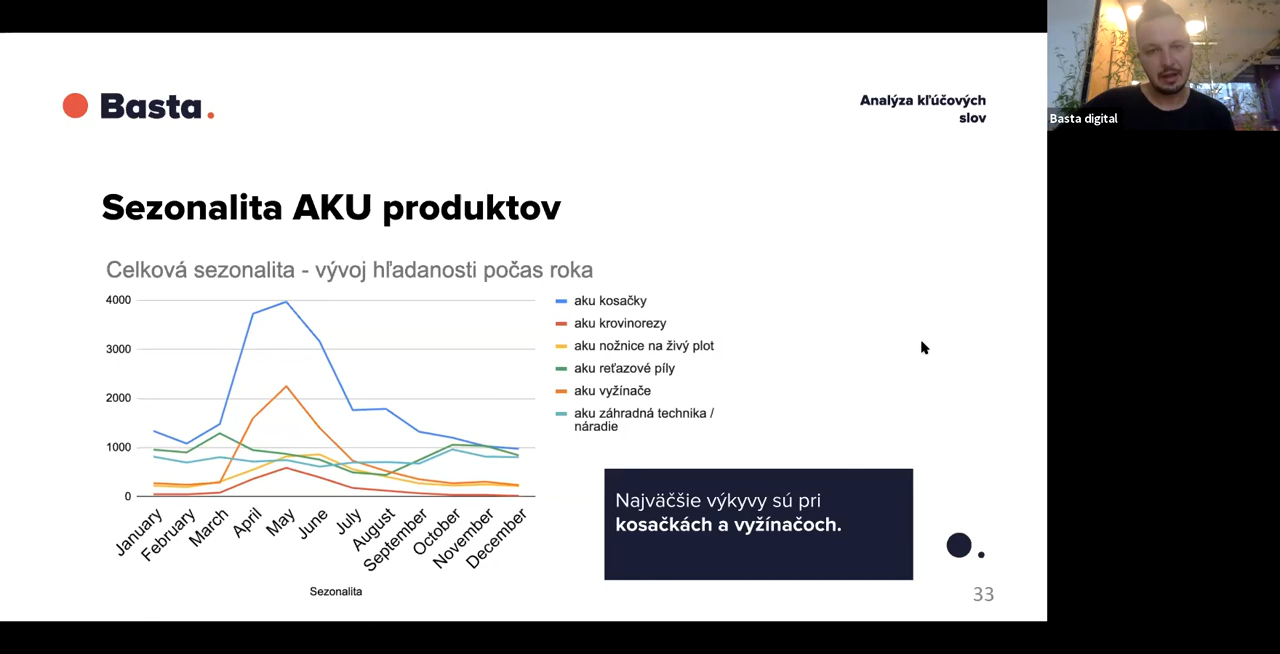 Basta.
Analýza kľúčových
slov
Basta digital
Sezonalita AKU produktov
Celková sezonalita - vývoj hľadanosti počas roka
4000
3000
2000
1000
0
January
February
March
April
May
June
July
August
September
October
November
December
Sezonalita
aku kosačky
aku krovinorezy
aku nožnice na živý plot
aku reťazové píly
aku vyžínače
aku záhradná technika /
náradie
Najväčšie výkyvy sú pri
kosačkách a vyžínačoch.
33